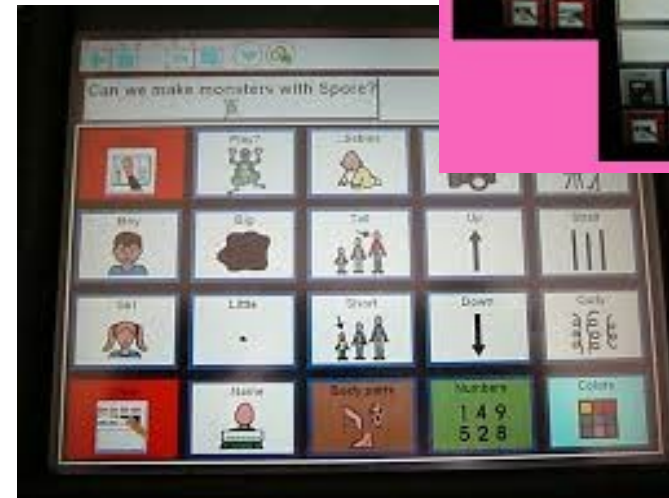 Can we make monsters with Spore?
Play?
...babies
Boy
Big
Tall
Up
Girl
Little
Short
Down
Curly
Name
Body parts
Numbers
Colors
1 4 9
5 2 8